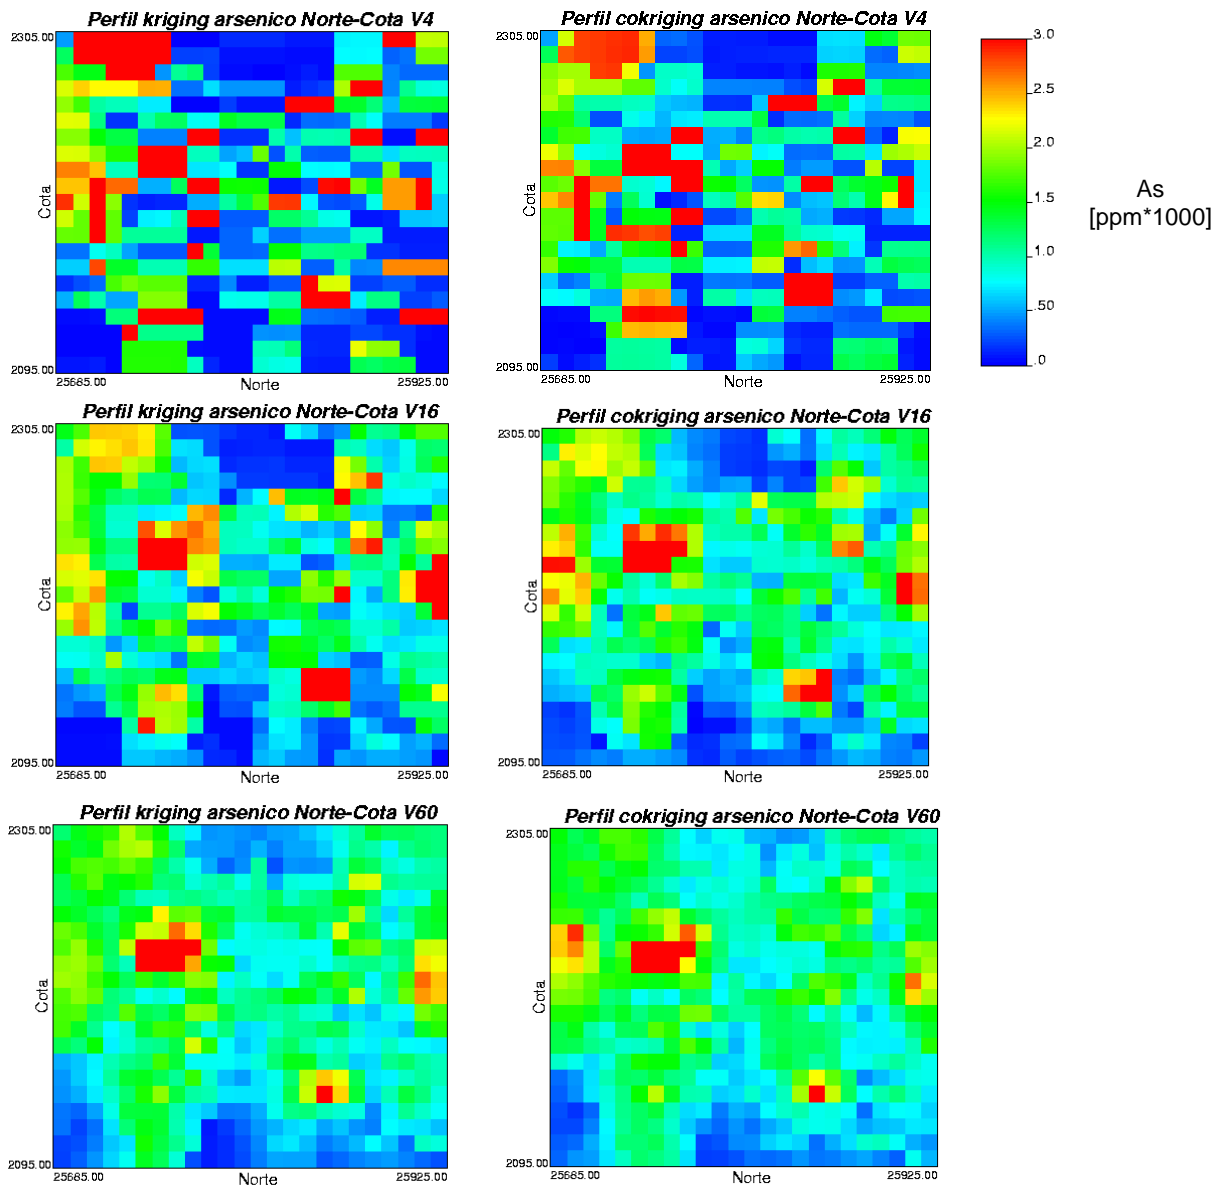 Perfil kriging arsenico Norte-Cota V4
2305.00
Cota
2095.00
25685.00
Norte
25925.00
Perfil cokriging arsenico Norte-Cota V4
2305.00
Cota
2095.00
25685.00
Norte
25925.00
3.0
2.5
2.0
1.5
1.0
.50
.0
As
[ppm*1000]
Perfil kriging arsenico Norte-Cota V16
2305.00
Cota
2095.00
25685.00
Norte
25925.00
Perfil cokriging arsenico Norte-Cota V16
2305.00
Cota
2095.00
25685.00
Norte
25925.00
Perfil kriging arsenico Norte-Cota V60
2305.00
Cota
2095.00
25685.00
Norte
25925.00
Perfil cokriging arsenico Norte-Cota V60
2305.00
Cota
2095.00
25685.00
Norte
25925.00